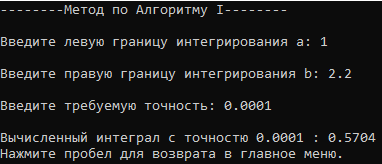 --------Метод по Алгоритму I--------
Введите левую границу интегрирования a: 1
Введите правую границу интегрирования b: 2.2
Введите требуемую точность: 0.0001
Вычисленный интеграл с точностю 0.0001 : 0.5704
Нажмите пробел для возврата в главное меню.